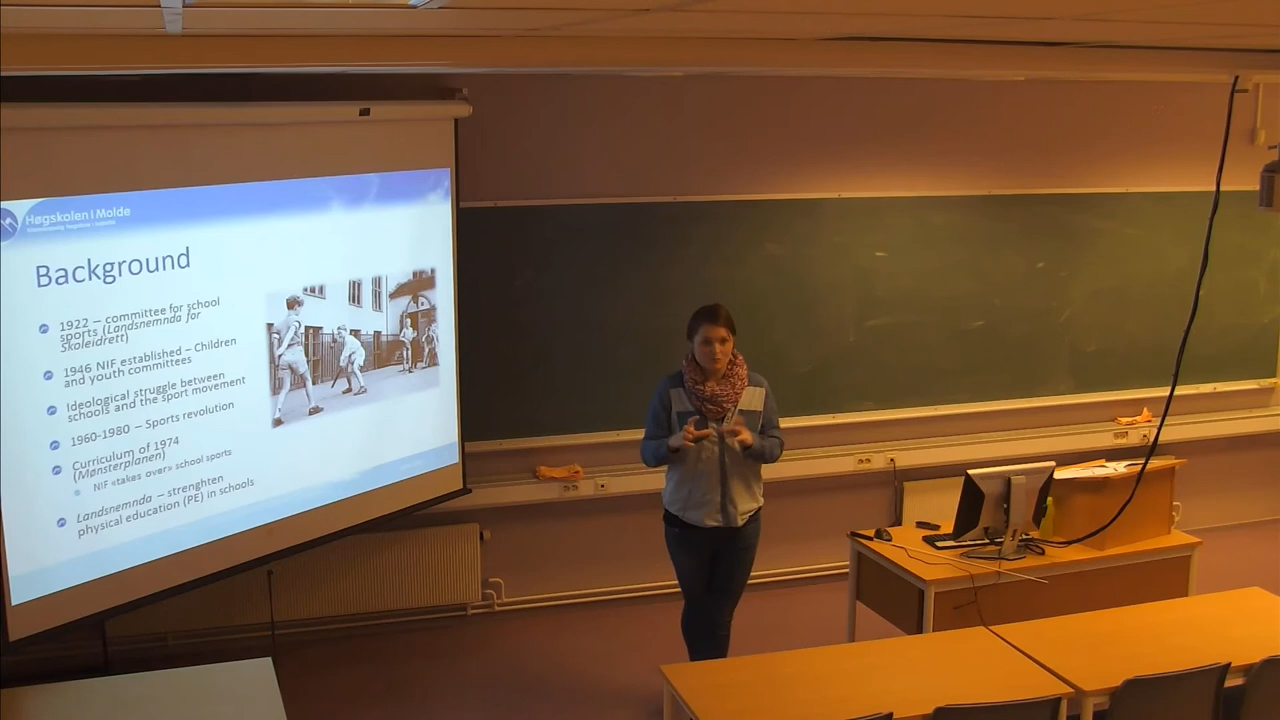 Høgskolen i Molde
Background
1922 – committee for school
sports (Landsnemnda for
Skoleidrett)
1946 NIF established – Children
and youth committees
Ideological struggle between
schools and the sport movement
1960-1980 – Sports revolution
Curriculum of 1974
(Mønsterplanen)
NIF «takes over» school sports
Landsnemnda – strengthen
physical education (PE) in schools